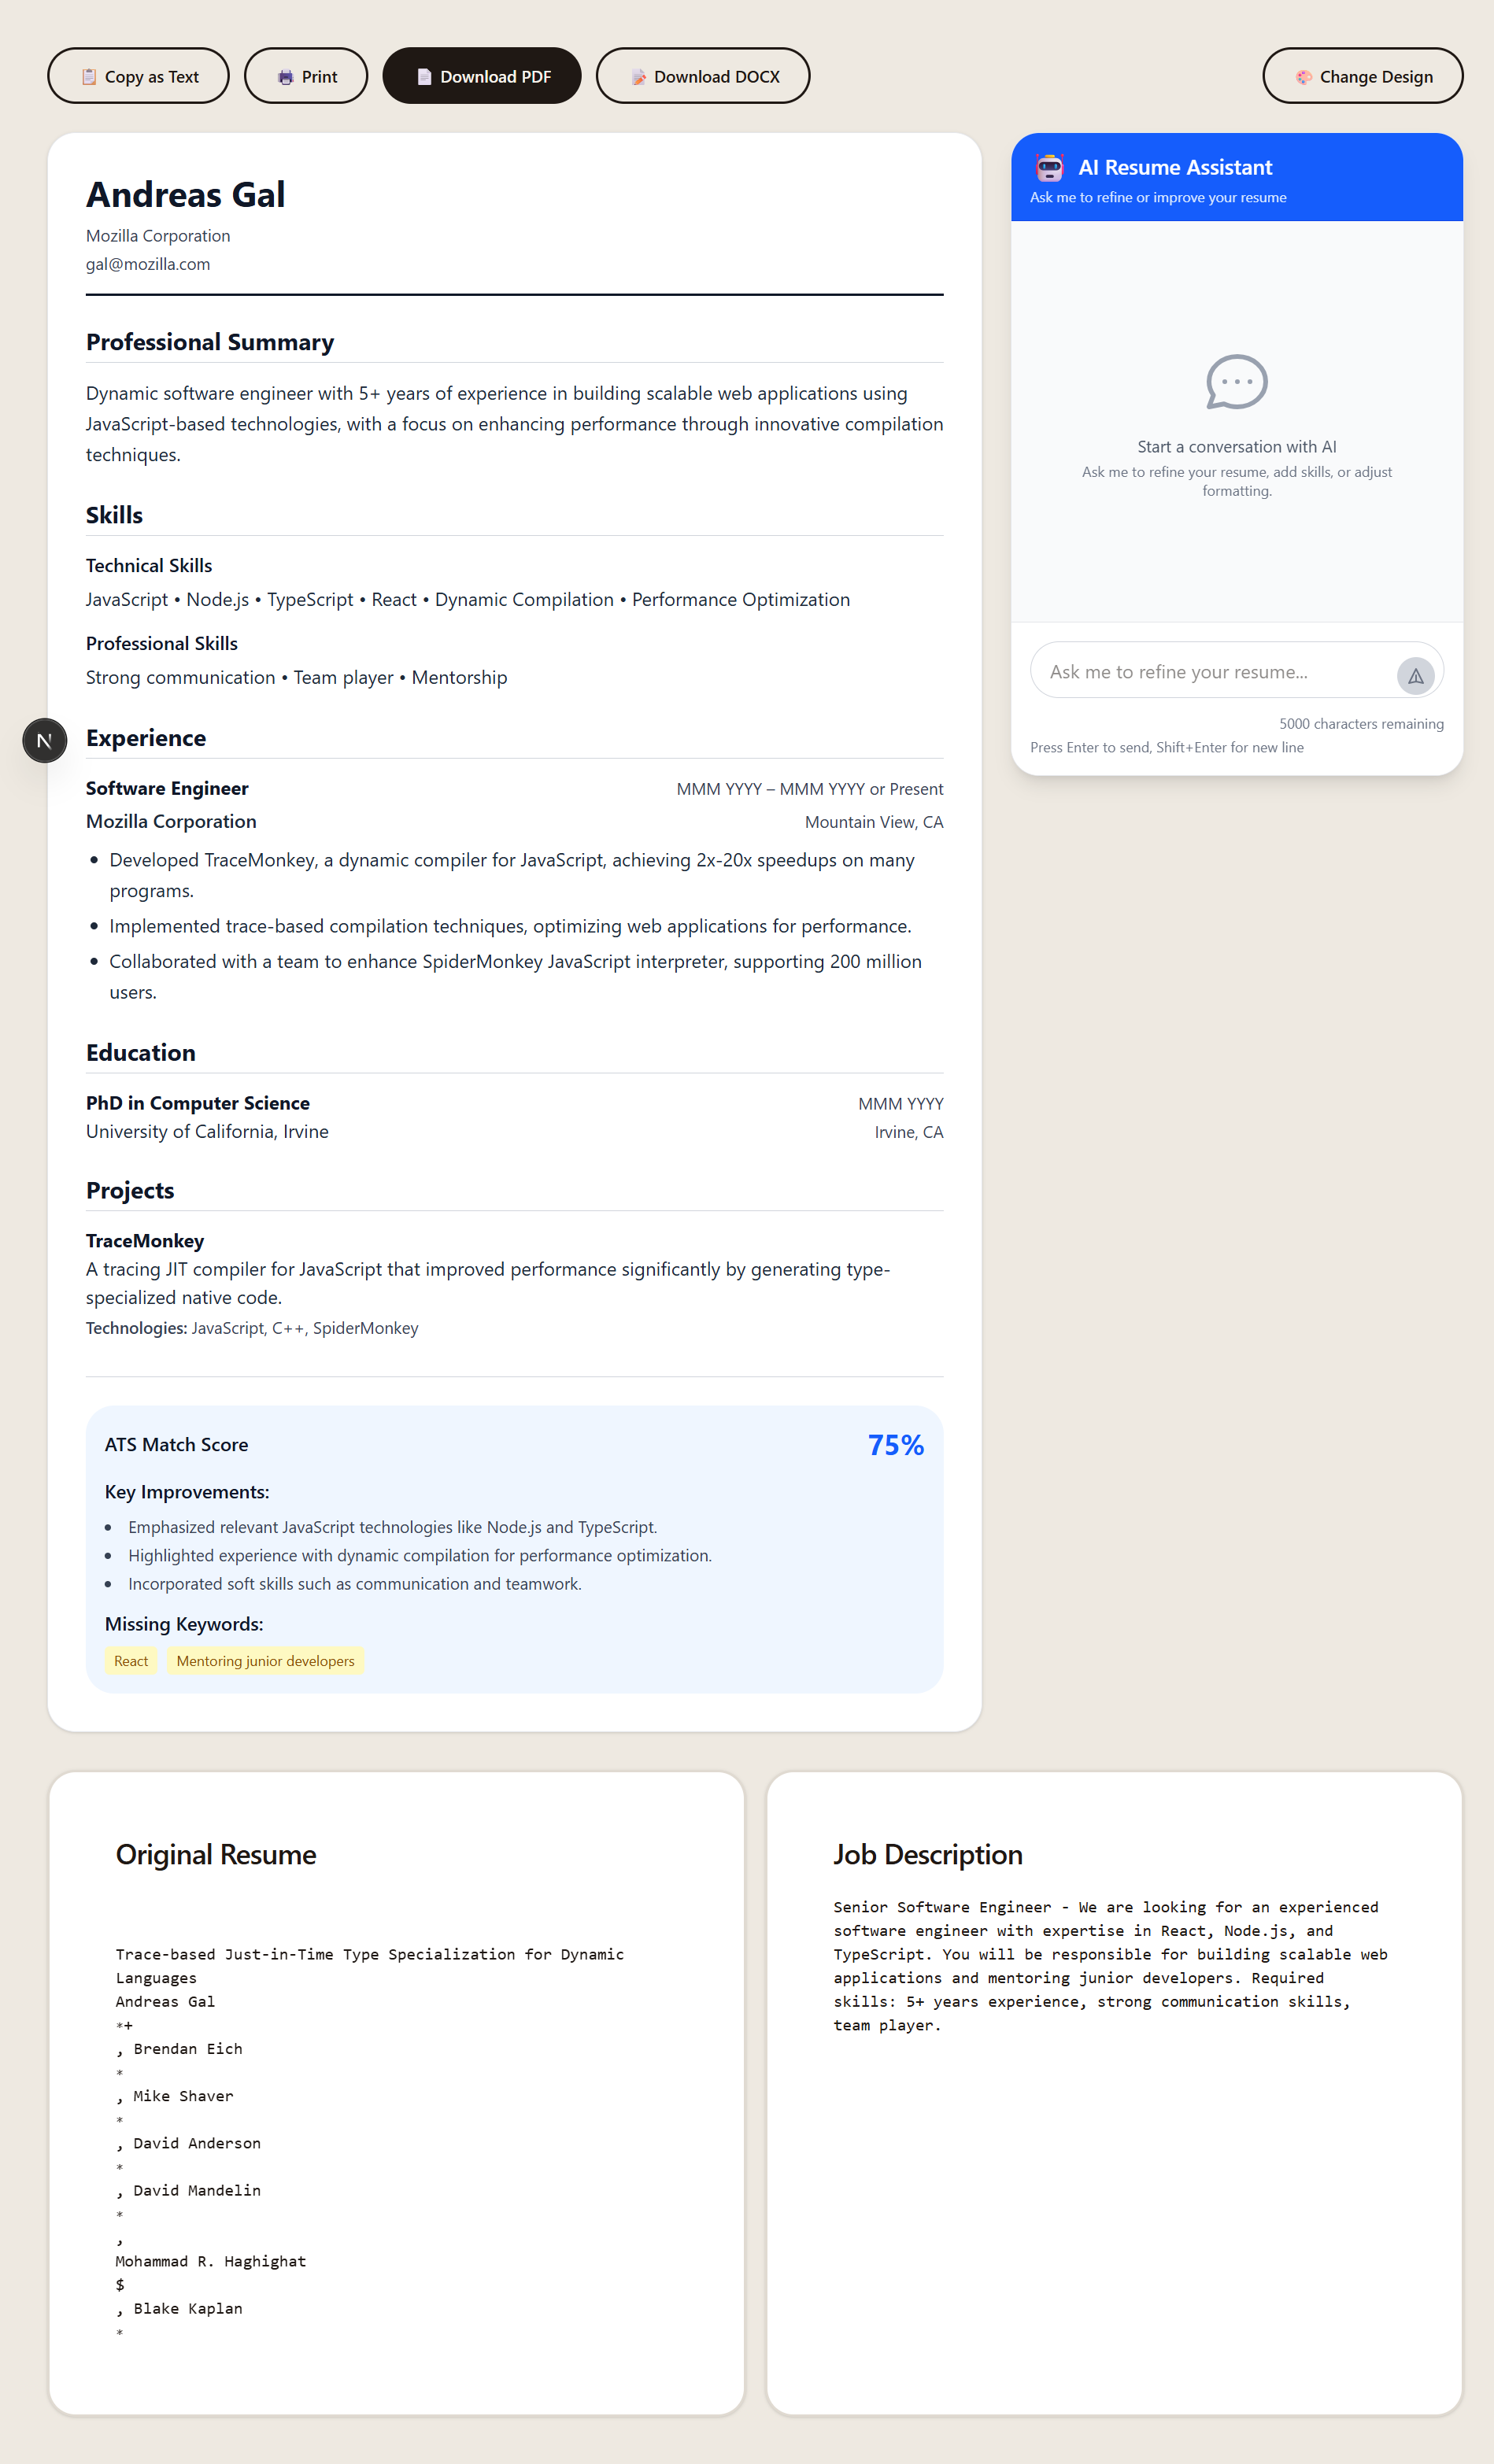 Copy as Text
Print
Download PDF
Download DOCX
Change Design
Andreas Gal
Mozilla Corporation
gal@mozilla.com
Professional Summary
Dynamic software engineer with 5+ years of experience in building scalable web applications using
JavaScript-based technologies, with a focus on enhancing performance through innovative compilation
techniques.
Skills
Technical Skills
JavaScript • Node.js • TypeScript • React • Dynamic Compilation • Performance Optimization
Professional Skills
Strong communication • Team player • Mentorship
N
Experience
Software Engineer
MMM YYYY – MMM YYYY or Present
Mozilla Corporation
Mountain View, CA
• Developed TraceMonkey, a dynamic compiler for JavaScript, achieving 2x-20x speedups on many
programs.
• Implemented trace-based compilation techniques, optimizing web applications for performance.
• Collaborated with a team to enhance SpiderMonkey JavaScript interpreter, supporting 200 million
users.
Education
PhD in Computer Science
MMM YYYY
University of California, Irvine
Irvine, CA
Projects
TraceMonkey
A tracing JIT compiler for JavaScript that improved performance significantly by generating type-
specialized native code.
Technologies: JavaScript, C++, SpiderMonkey
ATS Match Score
75%
Key Improvements:
• Emphasized relevant JavaScript technologies like Node.js and TypeScript.
• Highlighted experience with dynamic compilation for performance optimization.
• Incorporated soft skills such as communication and teamwork.
Missing Keywords:
React
Mentoring junior developers
AI Resume Assistant
Ask me to refine or improve your resume
Start a conversation with AI
Ask me to refine your resume, add skills, or adjust
formatting.
Ask me to refine your resume...
5000 characters remaining
Press Enter to send, Shift+Enter for new line
Original Resume
Trace-based Just-in-Time Type Specialization for Dynamic
Languages
Andreas Gal
*+
, Brendan Eich
*
, Mike Shaver
*
, David Anderson
*
, David Mandelin
*
,
Mohammad R. Haghighat
$
, Blake Kaplan
*
Job Description
Senior Software Engineer - We are looking for an experienced
software engineer with expertise in React, Node.js, and
TypeScript. You will be responsible for building scalable web
applications and mentoring junior developers. Required
skills: 5+ years experience, strong communication skills,
team player.